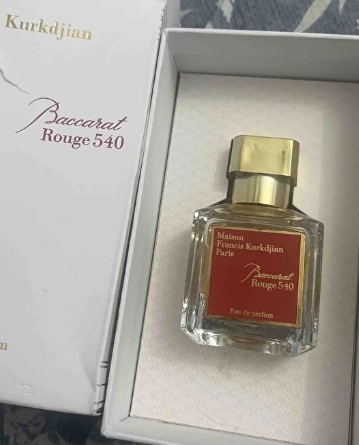 Kurkdjian
Baccarat
Rouge 540
Maison
Francis Kurkdjian
Paris
Baccarat
Rouge 540
Eau de parfum